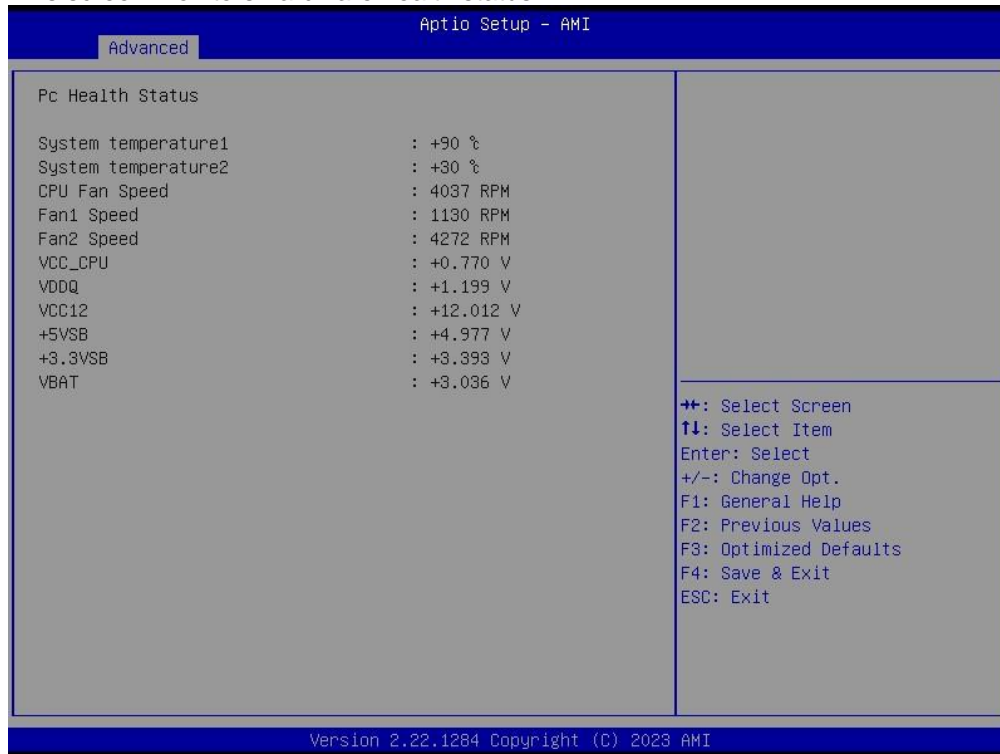 Aptio Setup - AMI
Advanced
Pc Health Status
System temperature1 : +90 ℃
System temperature2 : +30 ℃
CPU Fan Speed : 4037 RPM
Fan1 Speed : 1130 RPM
Fan2 Speed : 4272 RPM
VCC_CPU : +0.770 V
VDDQ : +1.199 V
VCC12 : +12.012 V
+5VSB : +4.977 V
+3.3VSB : +3.393 V
VBAT : +3.036 V
→←: Select Screen
↑↓: Select Item
Enter: Select
+/-: Change Opt.
F1: General Help
F2: Previous Values
F3: Optimized Defaults
F4: Save & Exit
ESC: Exit
Version 2.22.1284 Copyright (C) 2023 AMI